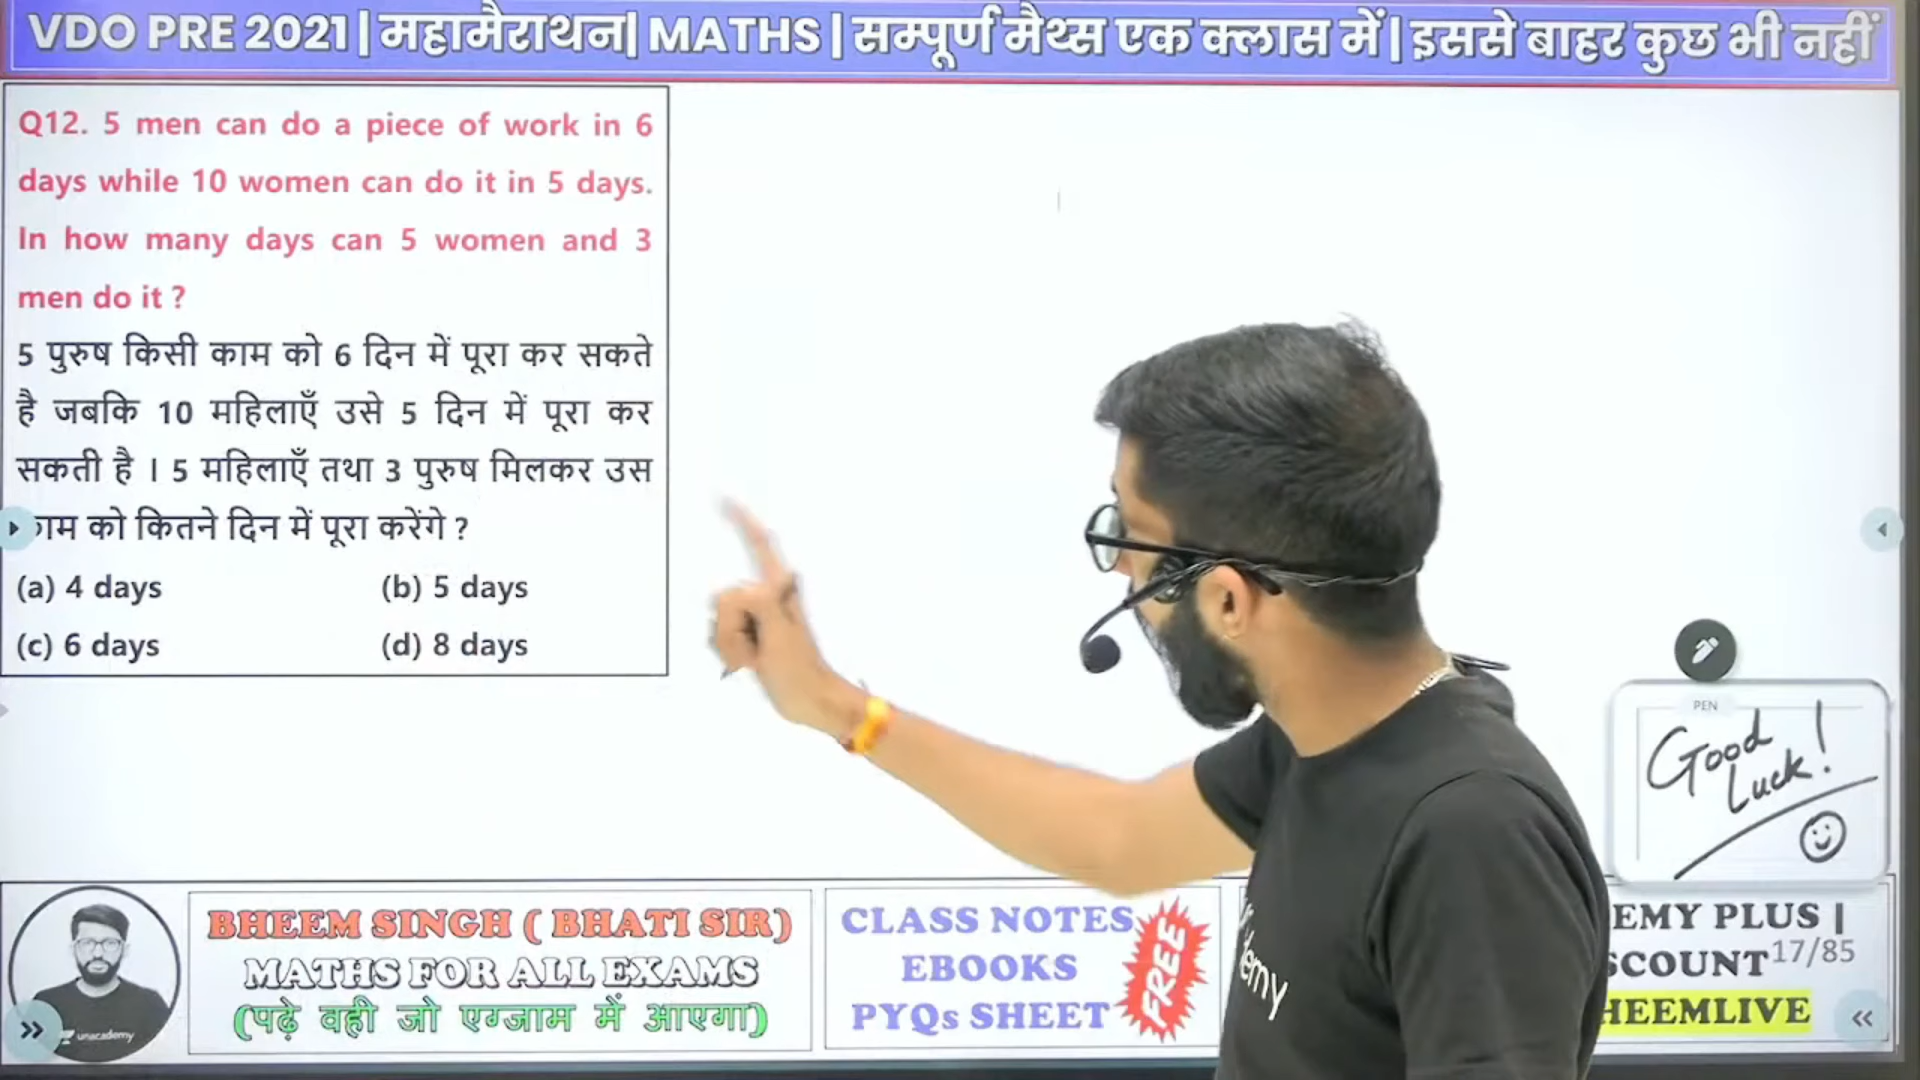 VDO PRE 2021 | महामैराथन| MATHS | सम्पूर्ण मैथ्स एक क्लास में | इससे बाहर कुछ भी नहीं
Q12. 5 men can do a piece of work in 6
days while 10 women can do it in 5 days.
In how many days can 5 women and 3
men do it ?
5 पुरुष किसी काम को 6 दिन में पूरा कर सकते
है जबकि 10 महिलाएँ उसे 5 दिन में पूरा कर
सकती है । 5 महिलाएँ तथा 3 पुरुष मिलकर उस
को कितने दिन में पूरा करेंगे ?
(a) 4 days (b) 5 days
(c) 6 days (d) 8 days
PEN
Good
Luck!
unacademy
BHEEM SINGH ( BHATI SIR)
MATHS FOR ALL EXAMS
(पढ़े वही जो एग्जाम में आएगा)
CLASS NOTES
EBOOKS
PYQs SHEET
FREE
PLUS |
17/85